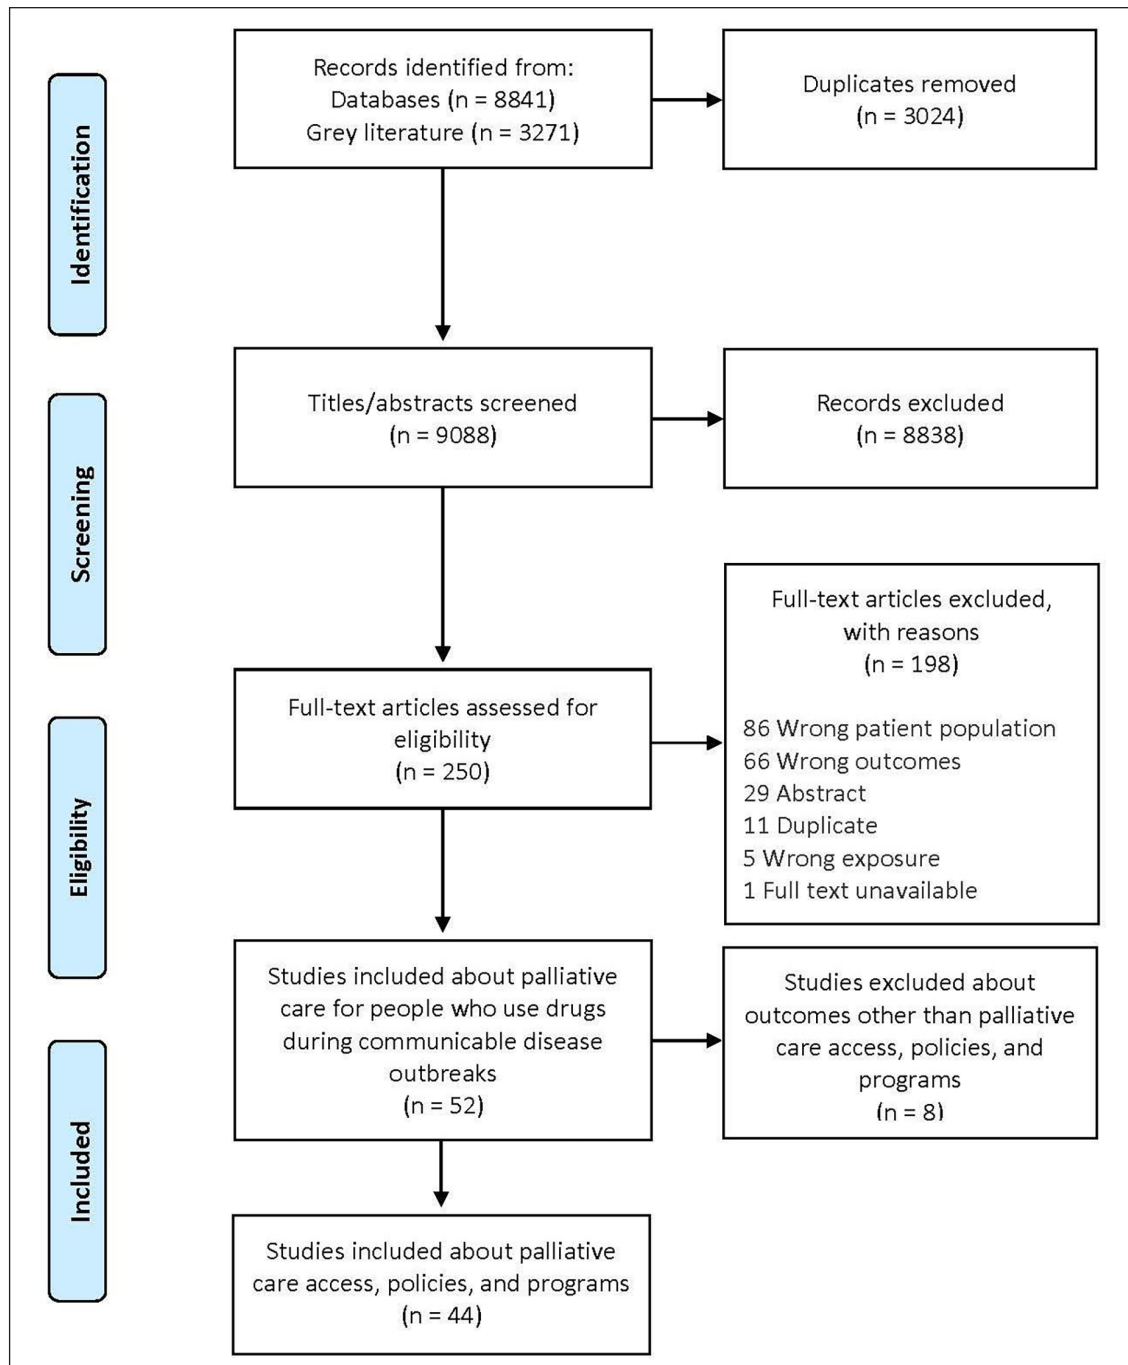 Identification
Records identified from:
Databases (n = 8841)
Grey literature (n = 3271)
Duplicates removed
(n = 3024)
Screening
Titles/abstracts screened
(n = 9088)
Records excluded
(n = 8838)
Eligibility
Full-text articles assessed for
eligibility
(n = 250)
Full-text articles excluded,
with reasons
(n = 198)
86 Wrong patient population
66 Wrong outcomes
29 Abstract
11 Duplicate
5 Wrong exposure
1 Full text unavailable
Included
Studies included about palliative
care for people who use drugs
during communicable disease
outbreaks
(n = 52)
Studies excluded about
outcomes other than palliative
care access, policies, and
programs
(n = 8)
Studies included about palliative
care access, policies, and programs
(n = 44)